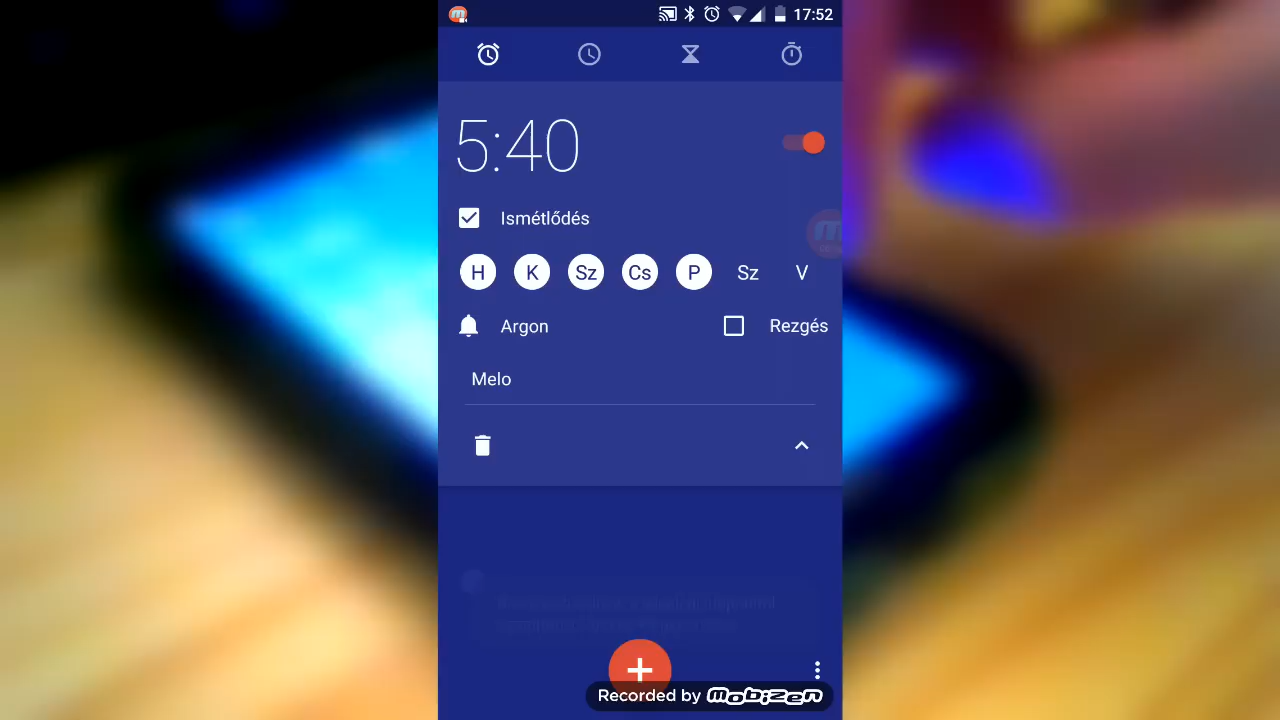 17:52
5:40
Ismétlődés
H K Sz Cs P Sz V
Argon Rezgés
Melo
Recorded by Mobizen